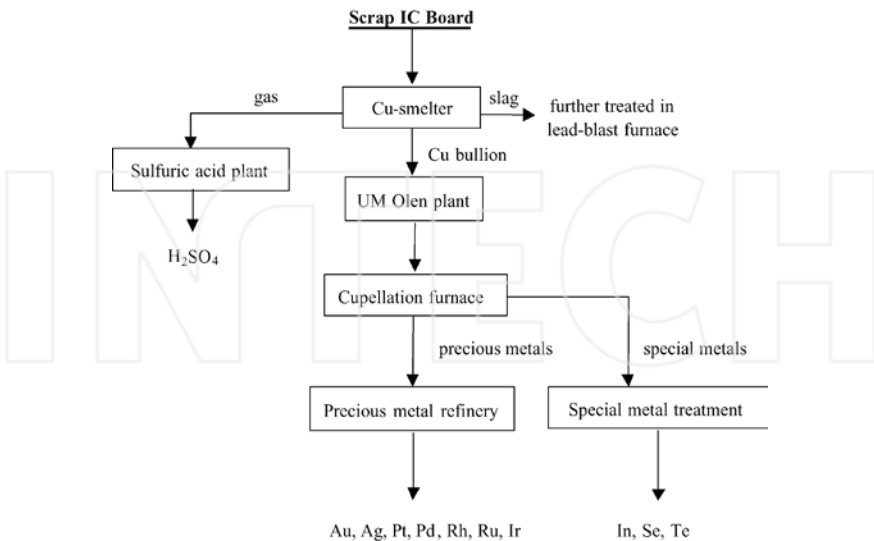 Scrap IC Board
gas
Cu-smelter
slag
further treated in
lead-blast furnace
Sulfuric acid plant
Cu bullion
UM Olen plant
H₂SO₄
Cupellation furnace
precious metals
special metals
Precious metal refinery
Special metal treatment
Au, Ag, Pt, Pd, Rh, Ru, Ir
In, Se, Te
INTECH